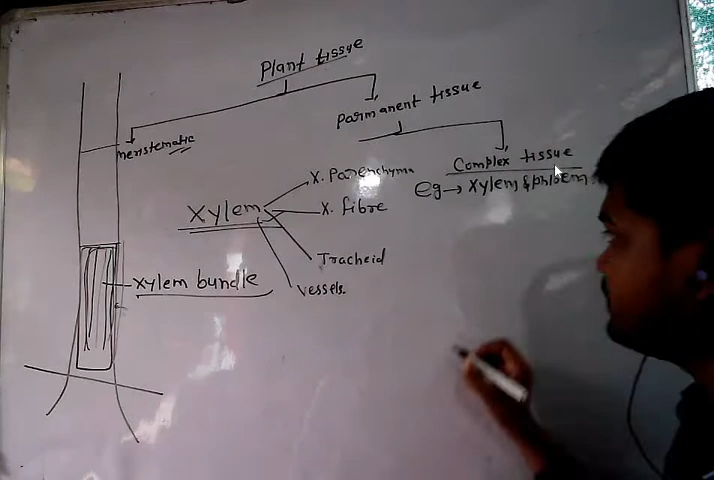 Plant tissue
Parmanent tissue
meristematic
Complex tissue
eg → Xylem & phloem
Xylem
X. Parenchyma
X. fibre
Tracheid
Vessels.
Xylem bundle